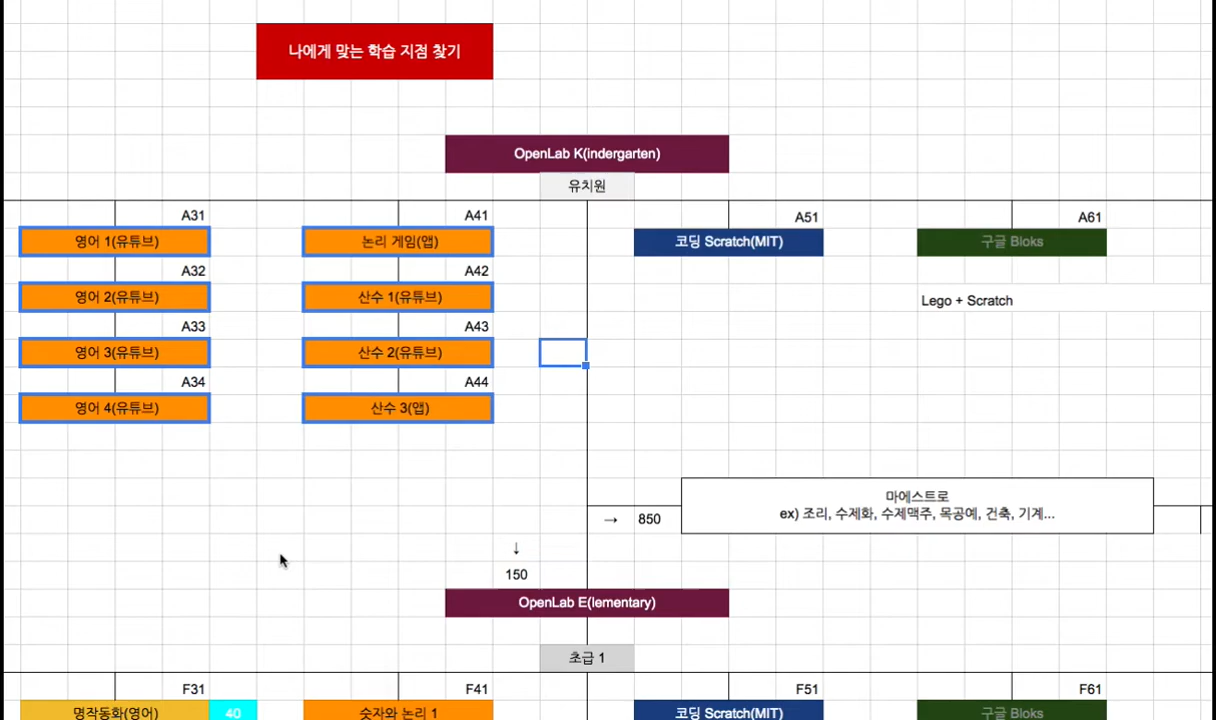 나에게 맞는 학습 지점 찾기
OpenLab K(indergarten)
유치원
A31 A41 A51 A61
영어 1(유튜브) 논리 게임(앱) 코딩 Scratch(MIT) 구글 Bloks
A32 A42
영어 2(유튜브) 산수 1(유튜브) Lego + Scratch
A33 A43
영어 3(유튜브) 산수 2(유튜브)
A34 A44
영어 4(유튜브) 산수 3(앱)
마에스트로
→ 850 ex) 조리, 수제화, 수제맥주, 목공예, 건축, 기계...
↓
150
OpenLab E(lementary)
초급 1
F31 F41 F51 F61
명작동화(영어) 40 숫자와 논리 1 코딩 Scratch(MIT) 구글 Bloks